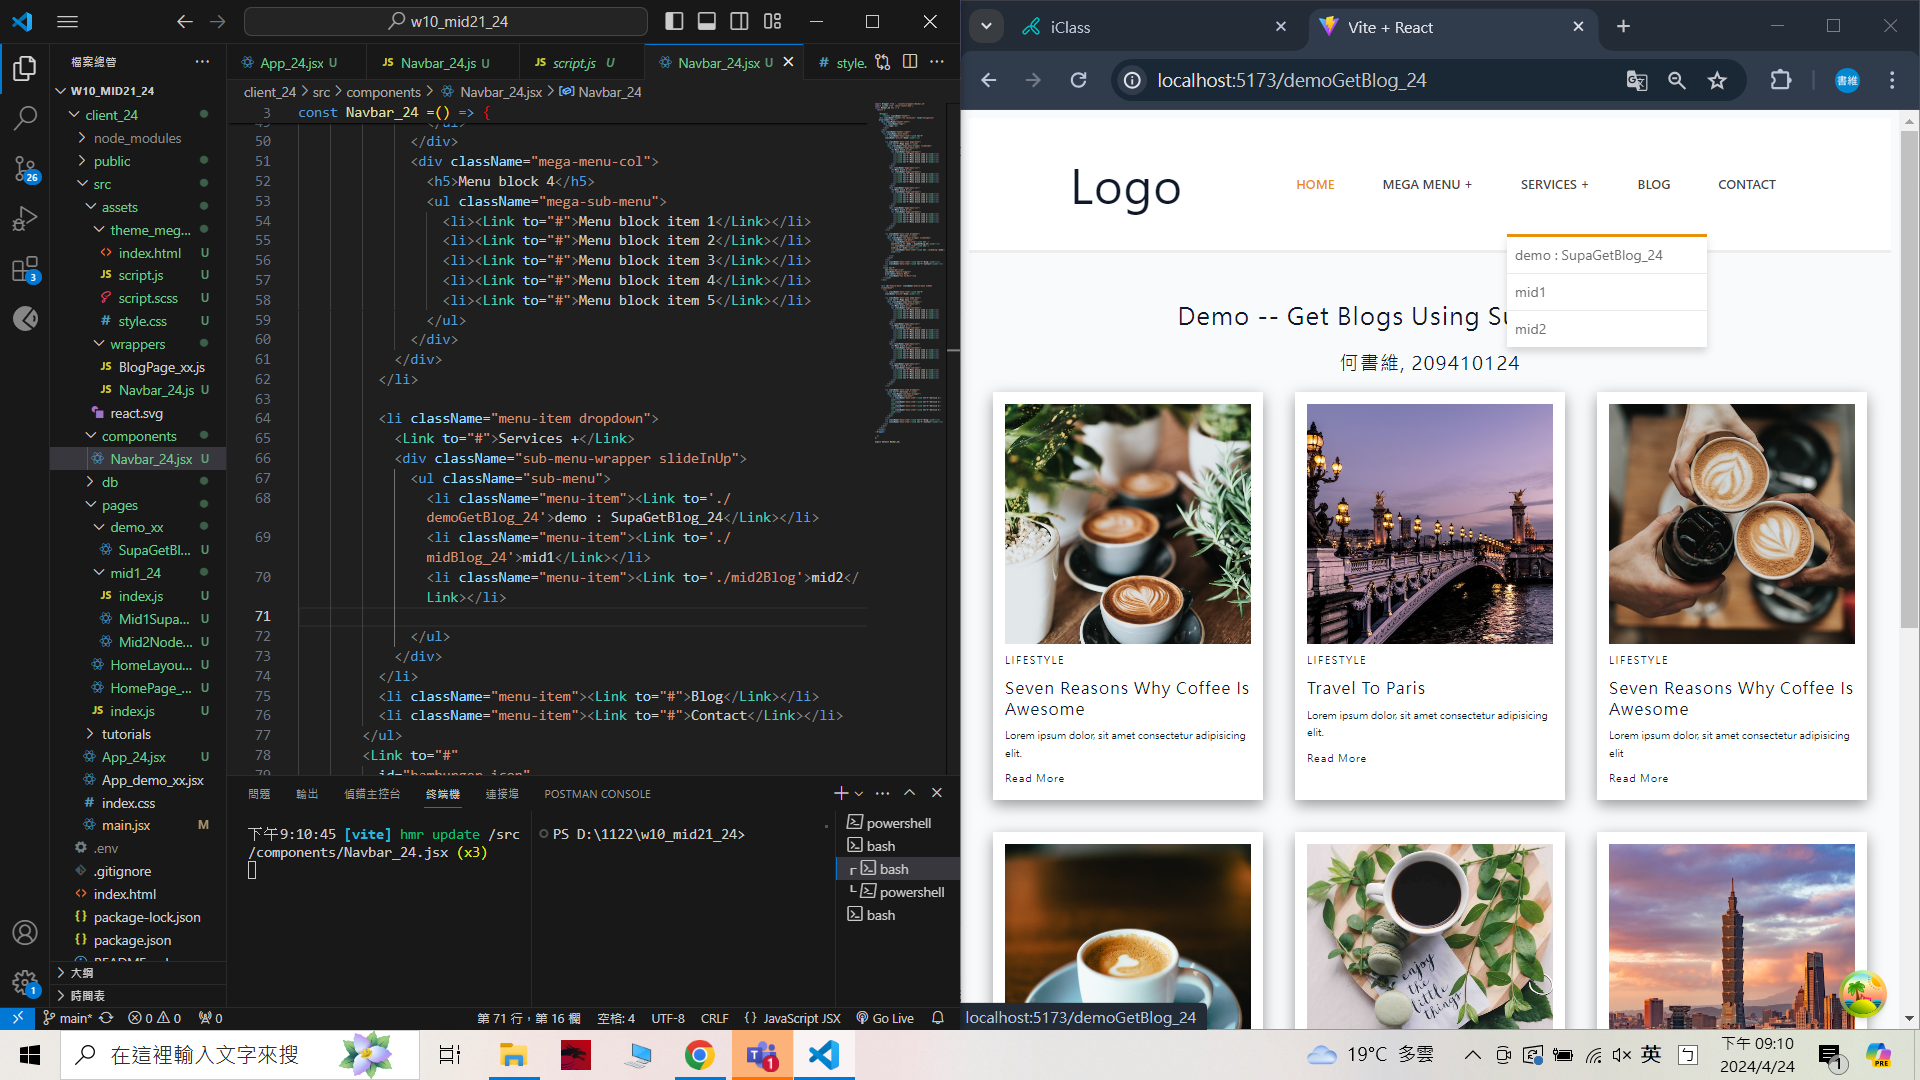 w10_mid21_24
檔案總管
W10_MID21_24
client_24
node_modules
public
src
assets
theme_meg...
index.html U
script.js U
script.scss U
style.css U
wrappers
BlogPage_xx.js
Navbar_24.js U
react.svg
components
Navbar_24.jsx U
db
pages
demo_xx
SupaGetBl... U
mid1_24
index.js U
Mid1Supa... U
Mid2Node... U
HomeLayou... U
HomePage_... U
index.js U
tutorials
App_24.jsx U
App_demo_xx.jsx
index.css
main.jsx M
.env
.gitignore
index.html
package-lock.json
package.json
大綱
時間表
26
3
1
App_24.jsx U
Navbar_24.js U
script.js U
Navbar_24.jsx U
style.
client_24 > src > components > Navbar_24.jsx > Navbar_24
3 const Navbar_24 =() => {
50 </div>
51 <div className="mega-menu-col">
52 <h5>Menu block 4</h5>
53 <ul className="mega-sub-menu">
54 <li><Link to="#">Menu block item 1</Link></li>
55 <li><Link to="#">Menu block item 2</Link></li>
56 <li><Link to="#">Menu block item 3</Link></li>
57 <li><Link to="#">Menu block item 4</Link></li>
58 <li><Link to="#">Menu block item 5</Link></li>
59 </ul>
60 </div>
61 </div>
62 </li>
63
64 <li className="menu-item dropdown">
65 <Link to="#">Services +</Link>
66 <div className="sub-menu-wrapper slideInUp">
67 <ul className="sub-menu">
68 <li className="menu-item"><Link to='./
demoGetBlog_24'>demo : SupaGetBlog_24</Link></li>
69 <li className="menu-item"><Link to='./
midBlog_24'>mid1</Link></li>
70 <li className="menu-item"><Link to='./mid2Blog'>mid2</
Link></li>
71
72 </ul>
73 </div>
74 </li>
75 <li className="menu-item"><Link to="#">Blog</Link></li>
76 <li className="menu-item"><Link to="#">Contact</Link></li>
77 </ul>
78 <Link to="#"
79 id="hamburger-icon"
問題 輸出 偵錯主控台 終端機 連接埠 POSTMAN CONSOLE
下午9:10:45 [vite] hmr update /src
/components/Navbar_24.jsx (x3)
PS D:\1122\w10_mid21_24>
powershell
bash
bash
powershell
bash
main* 0 0 0
第 71 行，第 16 欄 空格: 4 UTF-8 CRLF {} JavaScript JSX Go Live
iClass
Vite + React
localhost:5173/demoGetBlog_24
書維
Logo
HOME
MEGA MENU +
SERVICES +
BLOG
CONTACT
demo : SupaGetBlog_24
mid1
mid2
Demo -- Get Blogs Using Su
何書維, 209410124
LIFESTYLE
Seven Reasons Why Coffee Is
Awesome
Lorem ipsum dolor, sit amet consectetur adipisicing
elit.
Read More
LIFESTYLE
Travel To Paris
Lorem ipsum dolor, sit amet consectetur adipisicing
elit.
Read More
LIFESTYLE
Seven Reasons Why Coffee Is
Awesome
Lorem ipsum dolor, sit amet consectetur adipisicing
elit
Read More
enjoy
the
little
things
localhost:5173/demoGetBlog_24
在這裡輸入文字來搜
1
19°C 多雲
英
ㄅ
下午 09:10
2024/4/24
1
PRE